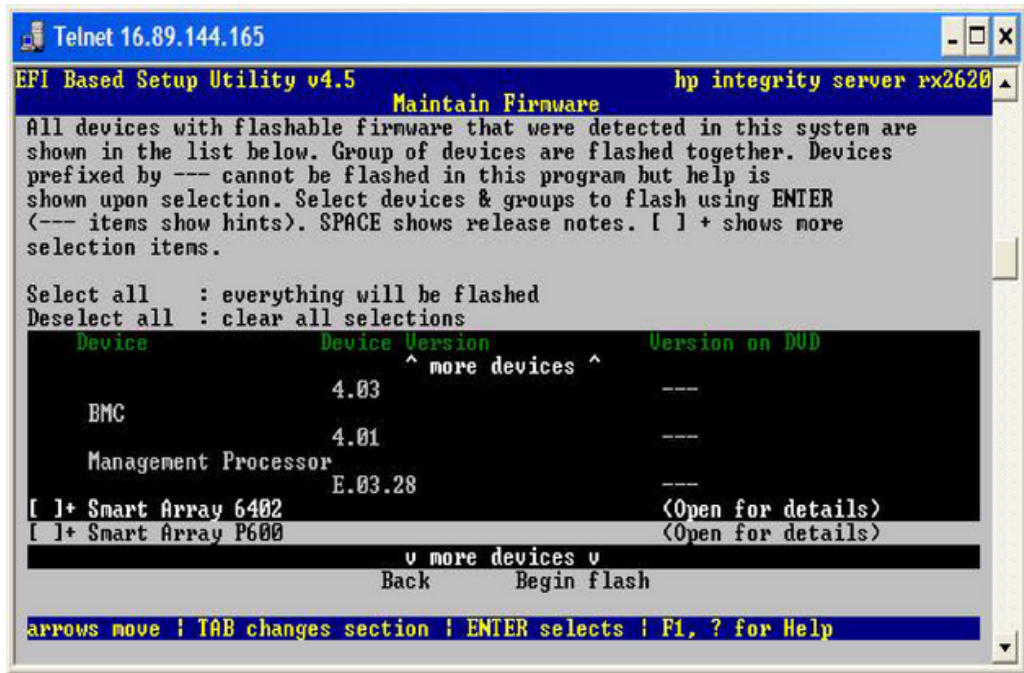 Telnet 16.89.144.165
EFI Based Setup Utility v4.5 hp integrity server rx2620
Maintain Firmware
All devices with flashable firmware that were detected in this system are
shown in the list below. Group of devices are flashed together. Devices
prefixed by --- cannot be flashed in this program but help is
shown upon selection. Select devices & groups to flash using ENTER
(--- items show hints). SPACE shows release notes. [ ] + shows more
selection items.
Select all : everything will be flashed
Deselect all : clear all selections
Device Device Version Version on DVD
^ more devices ^
4.03 ---
BMC
4.01 ---
Management Processor
E.03.28 ---
[ ]+ Smart Array 6402 (Open for details)
[ ]+ Smart Array P600 (Open for details)
v more devices v
Back Begin flash
arrows move ¦ TAB changes section ¦ ENTER selects ¦ F1, ? for Help